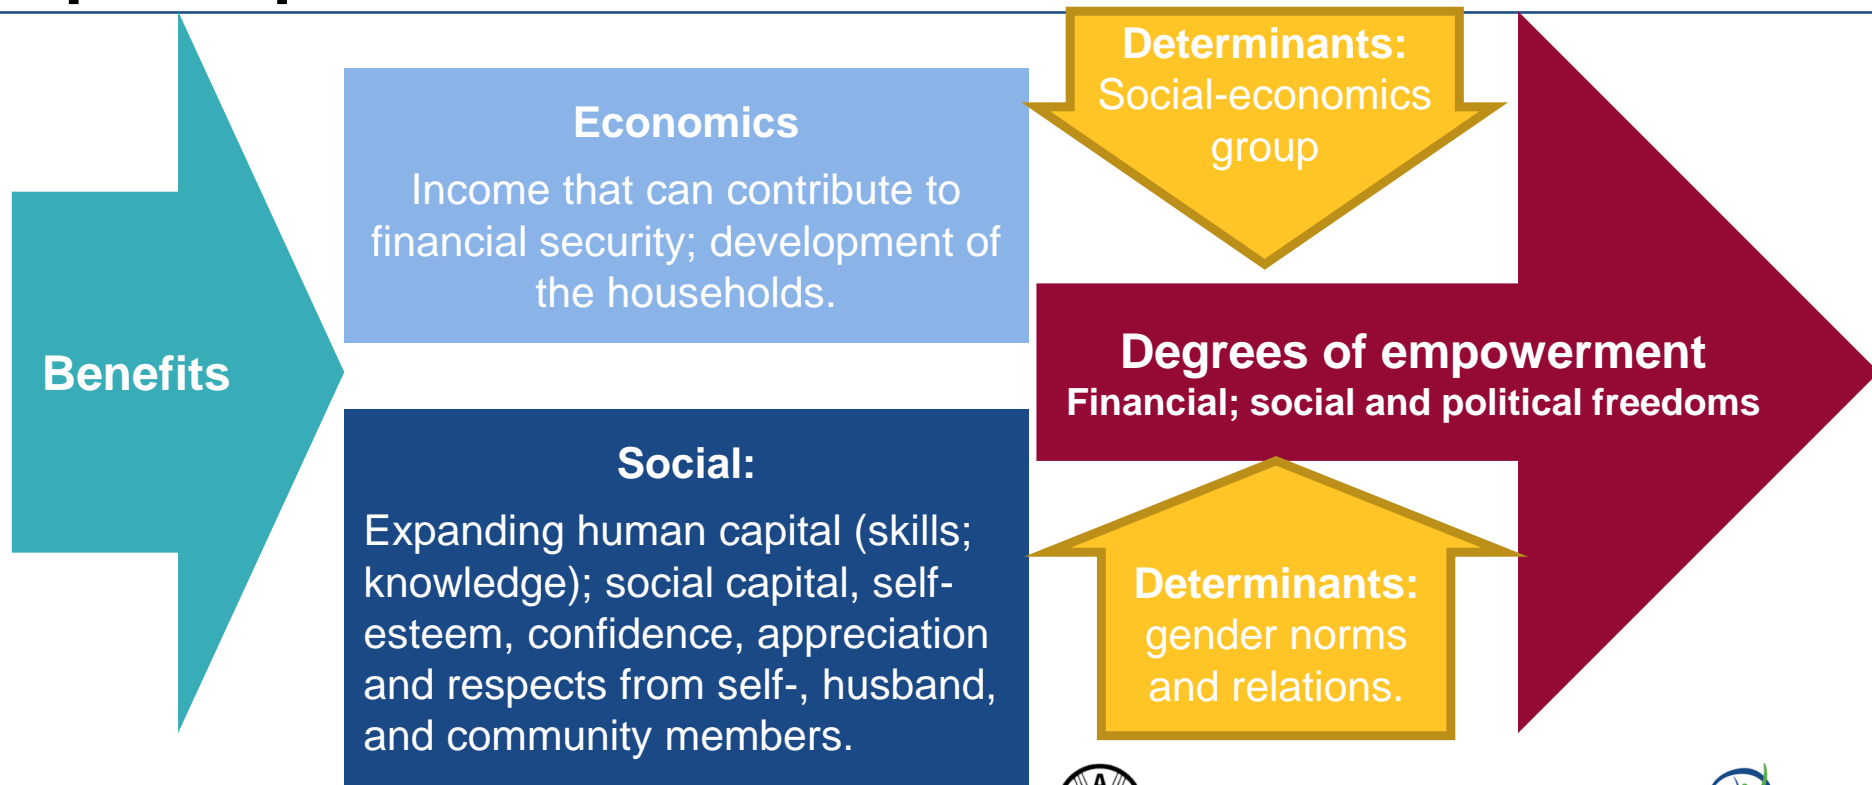 Benefits
Economics
Income that can contribute to
financial security; development of
the households.
Social:
Expanding human capital (skills;
knowledge); social capital, self-
esteem, confidence, appreciation
and respects from self-, husband,
and community members.
Determinants:
Social-economics
group
Degrees of empowerment
Financial; social and political freedoms
Determinants:
gender norms
and relations.